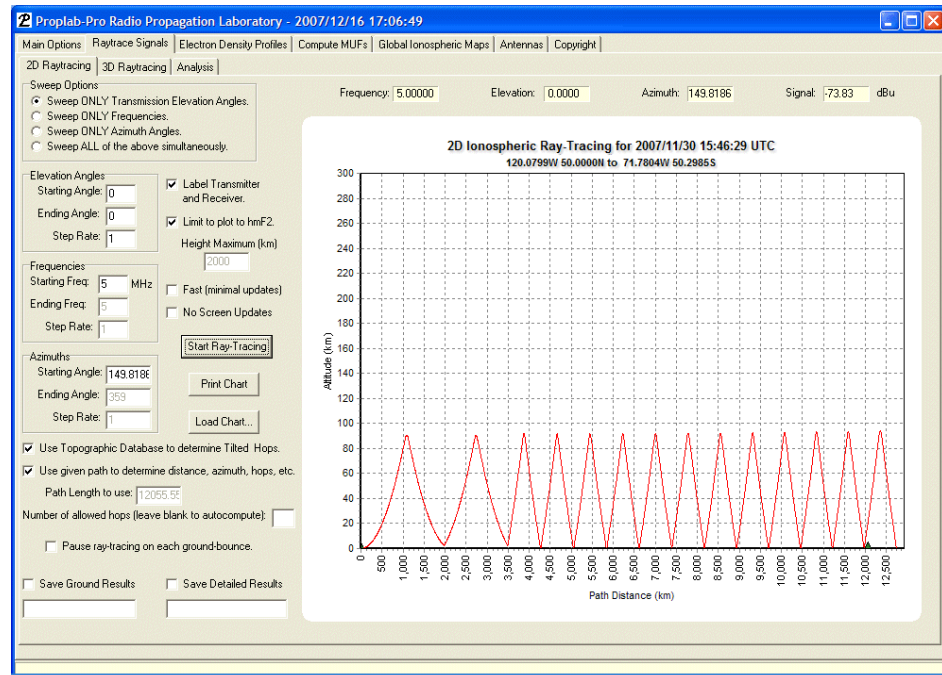 Proplab-Pro Radio Propagation Laboratory - 2007/12/16 17:06:49
Main Options Raytrace Signals Electron Density Profiles Compute MUFs Global Ionospheric Maps Antennas Copyright
2D Raytracing 3D Raytracing Analysis
Sweep Options
Sweep ONLY Transmission Elevation Angles.
Sweep ONLY Frequencies.
Sweep ONLY Azimuth Angles.
Sweep ALL of the above simultaneously.
Elevation Angles
Starting Angle: 0
Ending Angle: 0
Step Rate: 1
Label Transmitter
and Receiver.
Limit to plot to hmF2.
Height Maximum (km)
2000
Frequencies
Starting Freq: 5 MHz
Ending Freq: 5
Step Rate: 1
Fast (minimal updates)
No Screen Updates
Start Ray-Tracing
Azimuths
Starting Angle: 149.8186
Ending Angle: 359
Step Rate: 1
Print Chart
Load Chart...
Use Topographic Database to determine Tilted Hops.
Use given path to determine distance, azimuth, hops, etc.
Path Length to use: 12055.55
Number of allowed hops (leave blank to autocompute):
Pause ray-tracing on each ground-bounce.
Save Ground Results Save Detailed Results
Frequency: 5.00000 Elevation: 0.0000 Azimuth: 149.8186 Signal: -73.83 dBu
2D Ionospheric Ray-Tracing for 2007/11/30 15:46:29 UTC
120.0799W 50.0000N to 71.7804W 50.2985S
Altitude (km)
300
280
260
240
220
200
180
160
140
120
100
80
60
40
20
0
0 500 1,000 1,500 2,000 2,500 3,000 3,500 4,000 4,500 5,000 5,500 6,000 6,500 7,000 7,500 8,000 8,500 9,000 9,500 10,000 10,500 11,000 11,500 12,000 12,500
Path Distance (km)